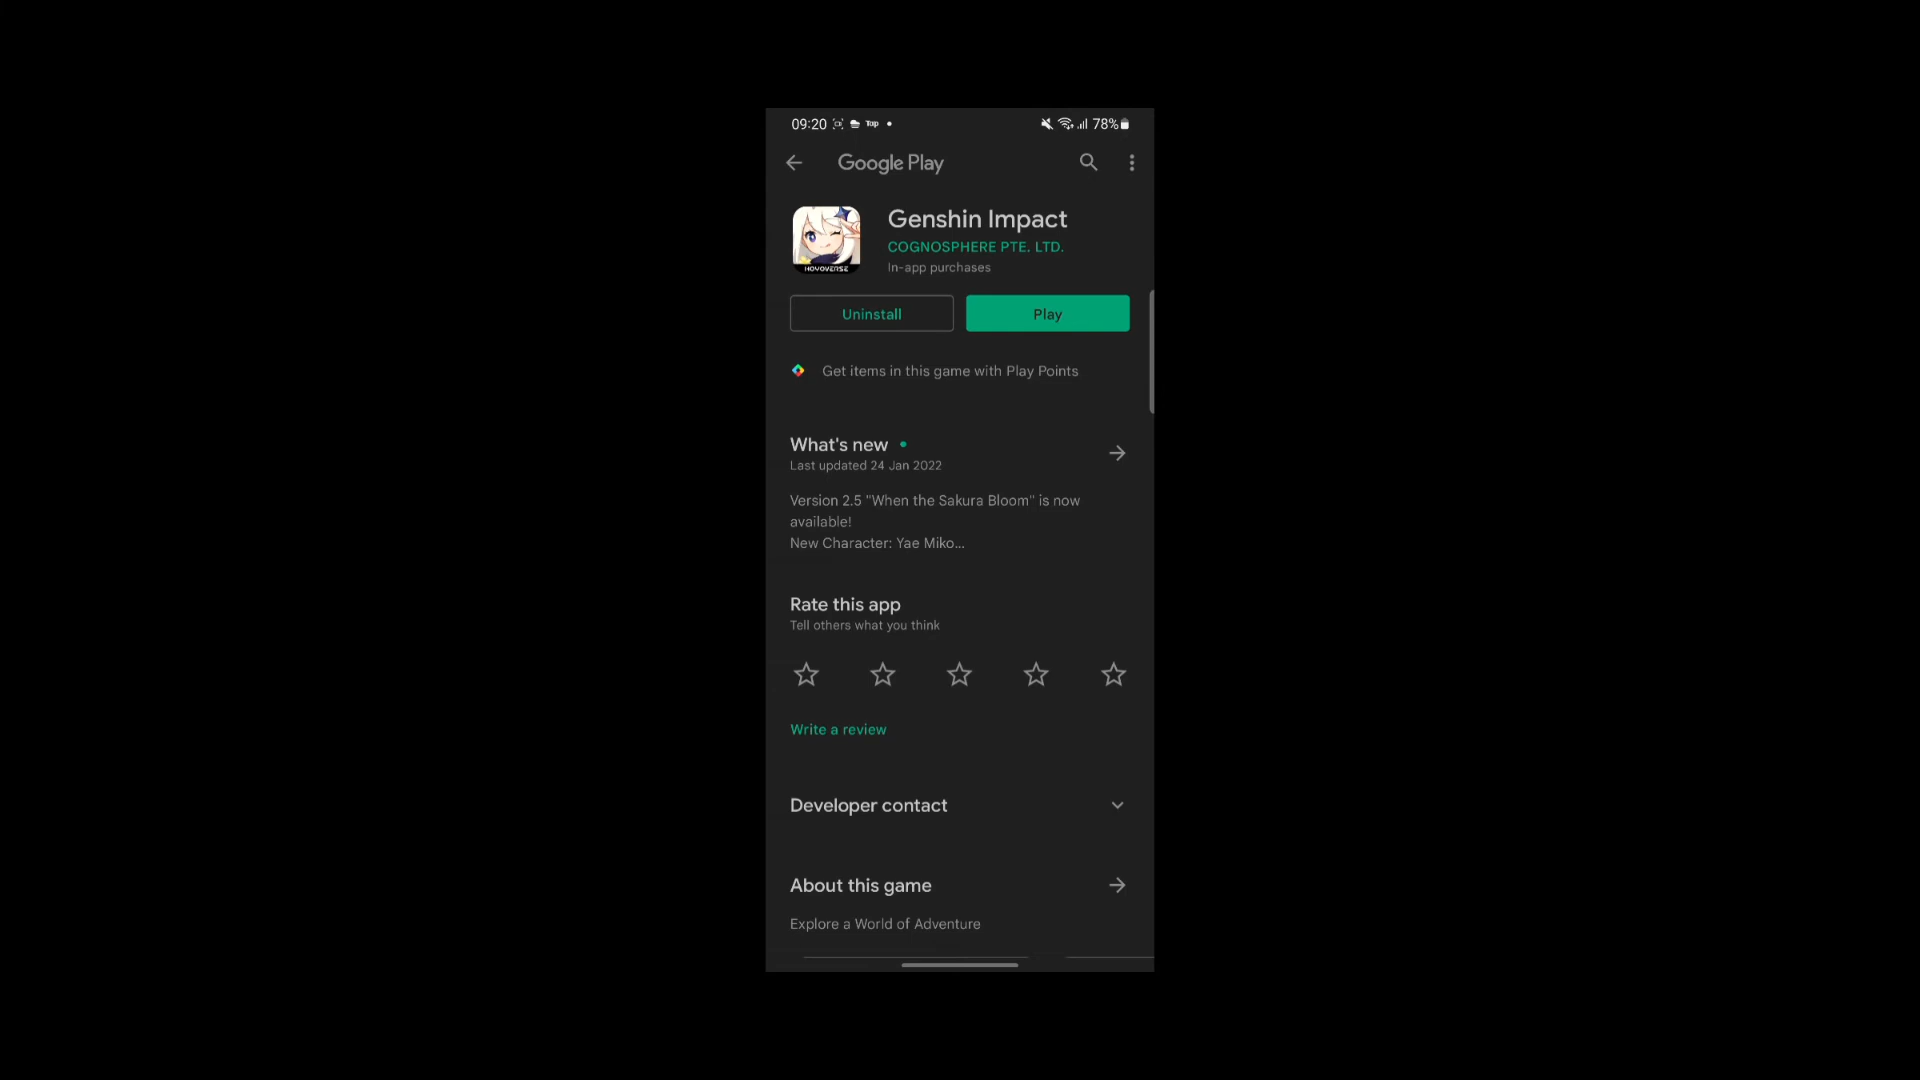 09:20 Top 78%
Google Play
Genshin Impact
COGNOSPHERE PTE. LTD.
In-app purchases
HOYOVERSE
Uninstall Play
Get items in this game with Play Points
What's new
Last updated 24 Jan 2022
Version 2.5 "When the Sakura Bloom" is now
available!
New Character: Yae Miko...
Rate this app
Tell others what you think
Write a review
Developer contact
About this game
Explore a World of Adventure